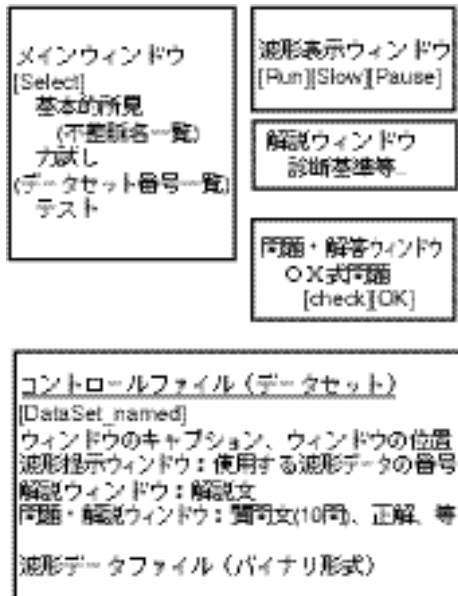 メインウィンドウ
[Select]
基本的所見
(不整脈名一覧)
力試し
(データセット番号一覧)
テスト
波形表示ウィンドウ
[Run][Slow][Pause]
解説ウィンドウ
診断基準等...
問題・解答ウィンドウ
○×式問題
[check][OK]
コントロールファイル(データセット)
[DataSet_named]
ウィンドウのキャプション、ウィンドウの位置
波形提示ウィンドウ:使用する波形データの番号
解説ウィンドウ:解説文
問題・解説ウィンドウ:質問文(10問)、正解、等
波形データファイル(バイナリ形式)